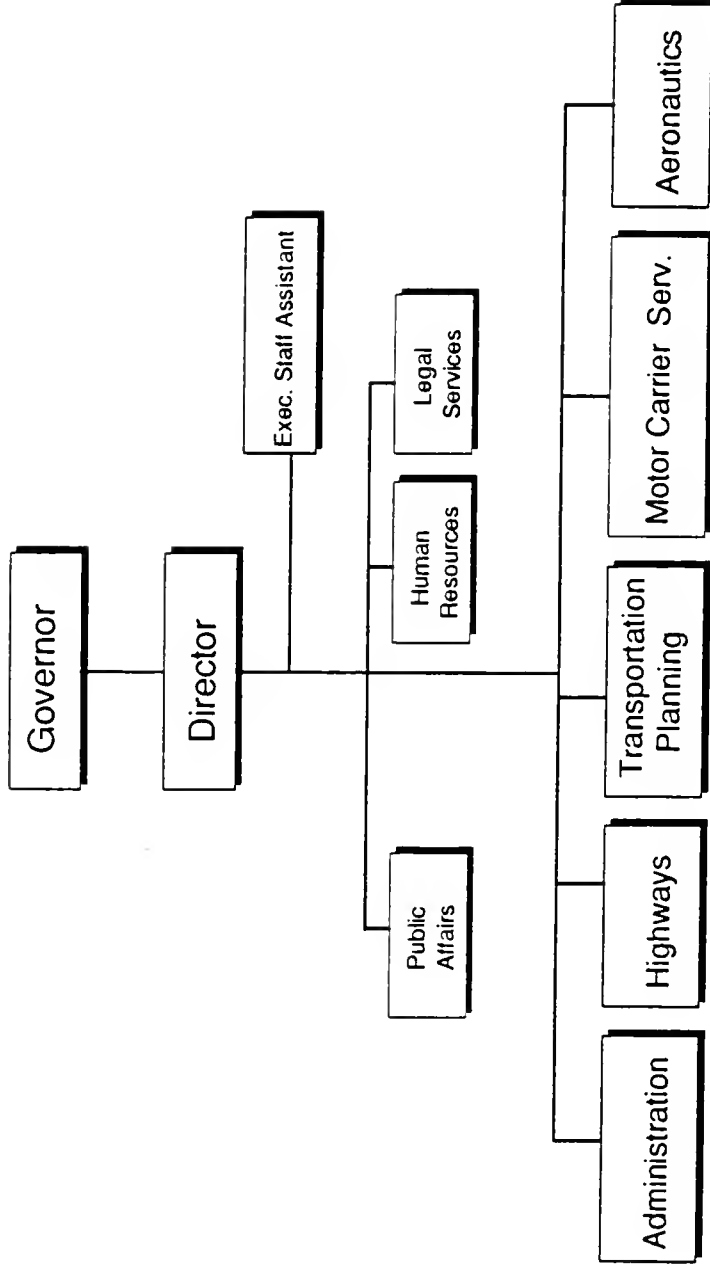 Governor
Director
Exec. Staff Assistant
Public
Affairs
Human
Resources
Legal
Services
Administration
Highways
Transportation
Planning
Motor Carrier Serv.
Aeronautics